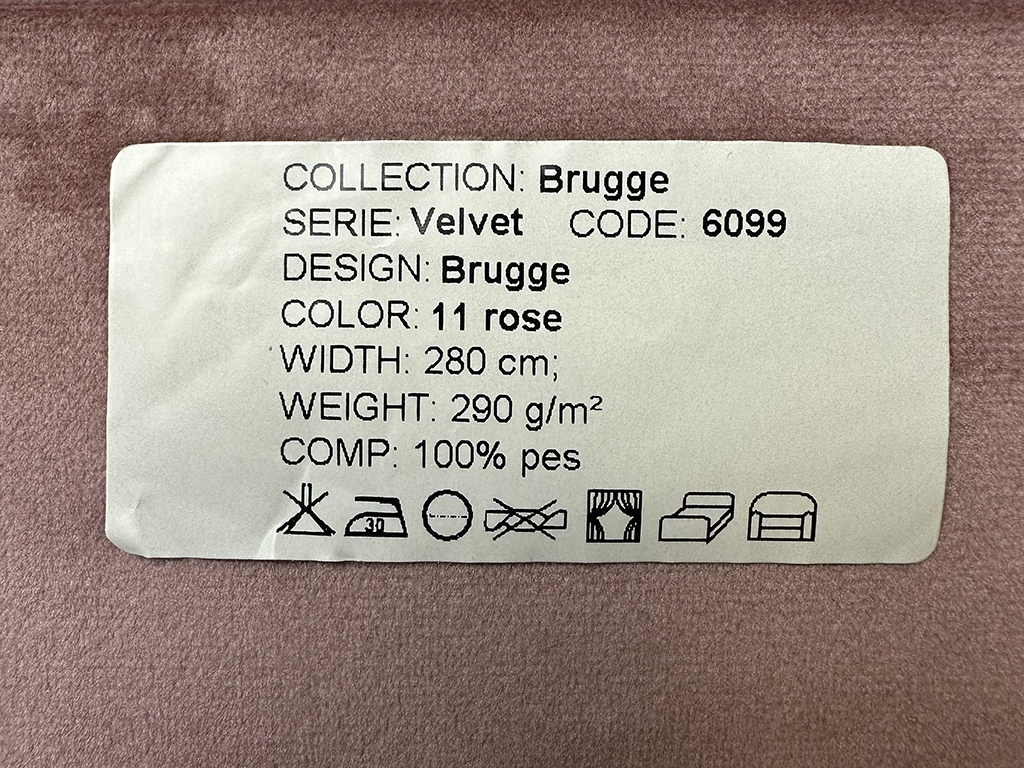 COLLECTION: Brugge
SERIE: Velvet CODE: 6099
DESIGN: Brugge
COLOR: 11 rose
WIDTH: 280 cm;
WEIGHT: 290 g/m²
COMP: 100% pes
30